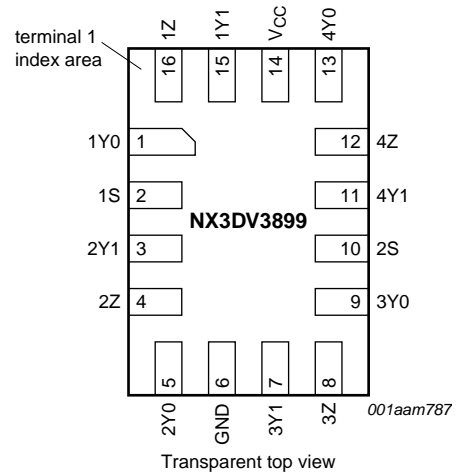 terminal 1
index area
1Z
1Y1
VCC
4Y0
16
15
14
13
1Y0 1
12 4Z
1S 2
11 4Y1
NX3DV3899
2Y1 3
10 2S
2Z 4
9 3Y0
5
6
7
8
2Y0
GND
3Y1
3Z
001aam787
Transparent top view